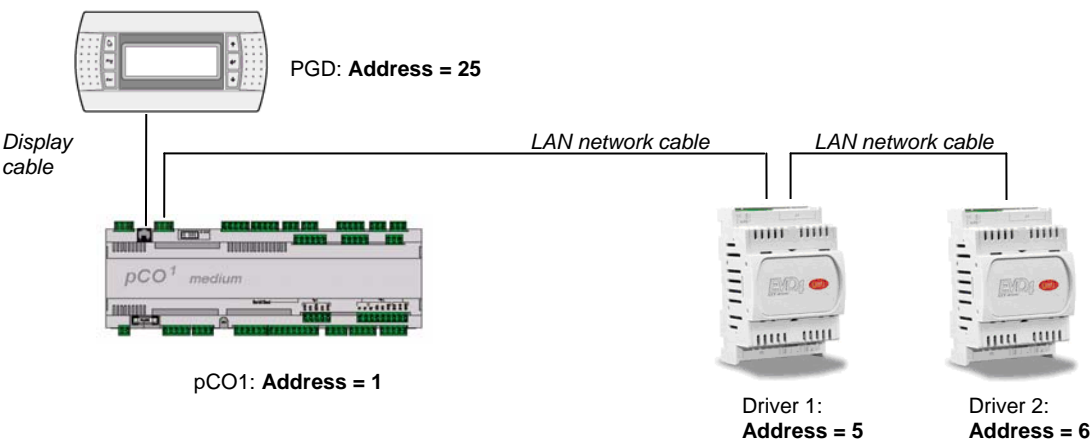 PGD: Address = 25
Display
cable
LAN network cable
LAN network cable
pCO1 medium
pCO1: Address = 1
Driver 1:
Address = 5
Driver 2:
Address = 6